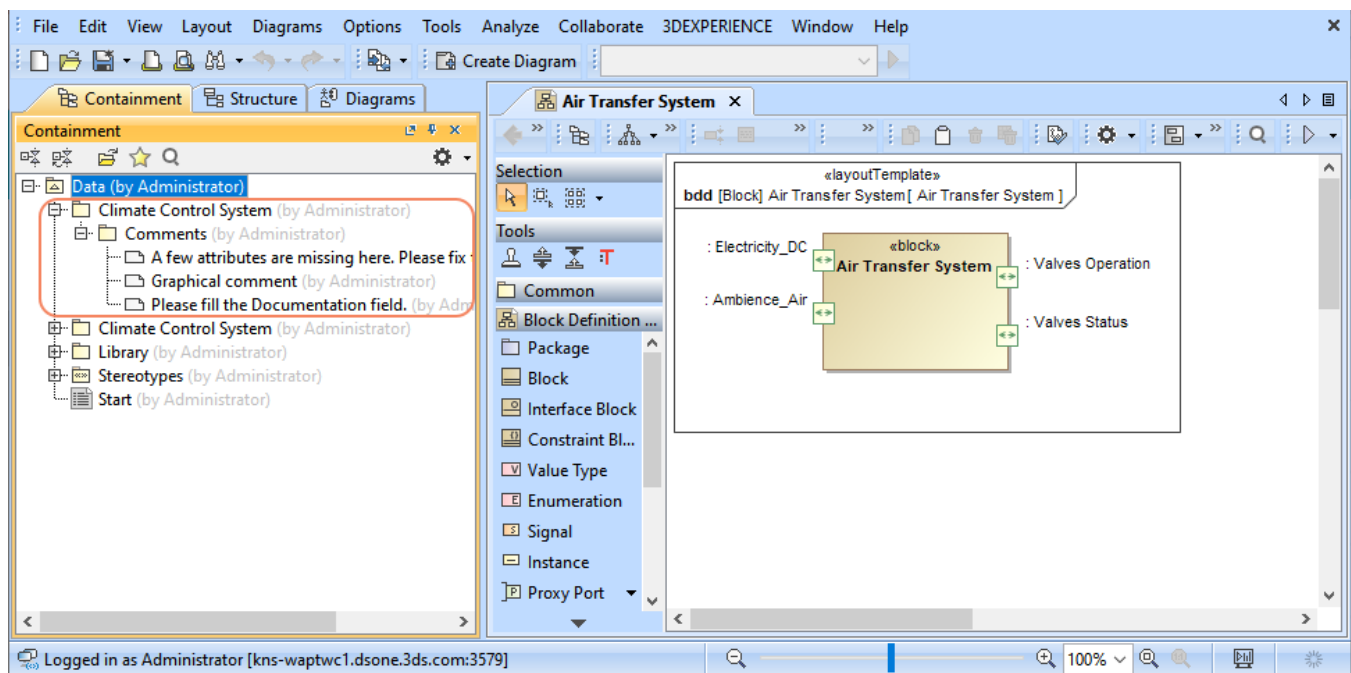 File Edit View Layout Diagrams Options Tools Analyze Collaborate 3DEXPERIENCE Window Help
Create Diagram
Containment Structure Diagrams
Containment
Data (by Administrator)
Climate Control System (by Administrator)
Comments (by Administrator)
A few attributes are missing here. Please fix
Graphical comment (by Administrator)
Please fill the Documentation field. (by Adm
Climate Control System (by Administrator)
Library (by Administrator)
Stereotypes (by Administrator)
Start (by Administrator)
Air Transfer System
Selection
Tools
Common
Block Definition ...
Package
Block
Interface Block
Constraint Bl...
Value Type
Enumeration
Signal
Instance
Proxy Port
«layoutTemplate»
bdd [Block] Air Transfer System[ Air Transfer System ]
: Electricity_DC
«block»
Air Transfer System
: Valves Operation
: Ambience_Air
: Valves Status
Logged in as Administrator [kns-waptwc1.dsone.3ds.com:3579]
100%